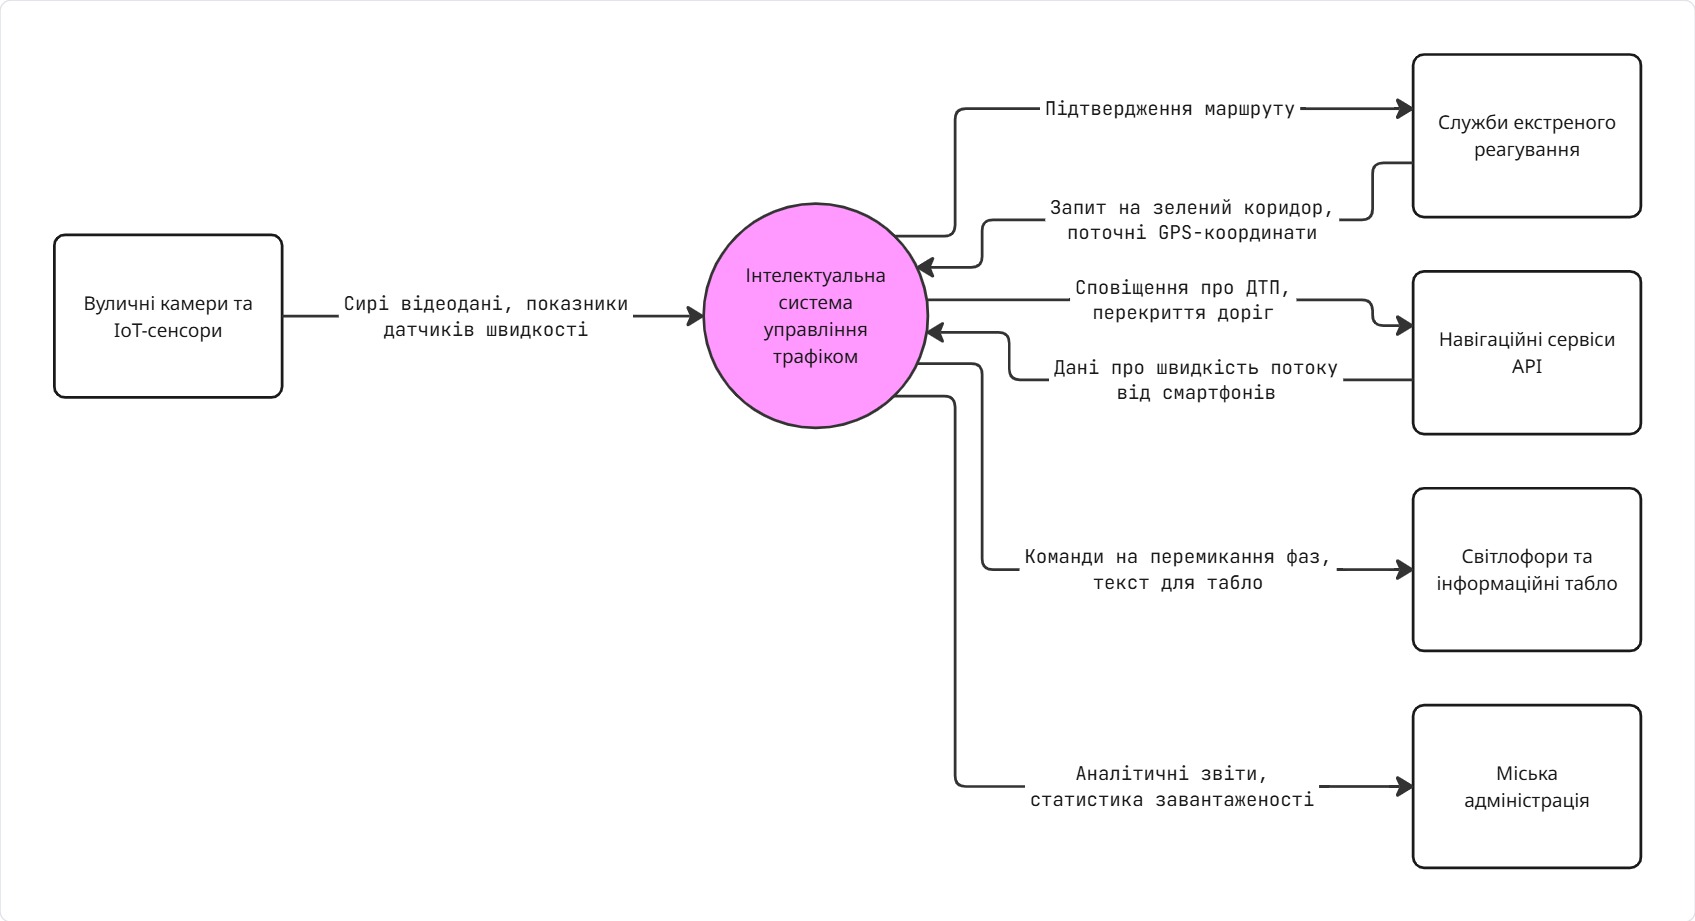 Вуличні камери та
IoT-сенсори
Сирі відеодані, показники
датчиків швидкості
Інтелектуальна
система
управління
трафіком
Підтвердження маршруту
Запит на зелений коридор,
поточні GPS-координати
Сповіщення про ДТП,
перекриття доріг
Дані про швидкість потоку
від смартфонів
Команди на перемикання фаз,
текст для табло
Аналітичні звіти,
статистика завантаженості
Служби екстреного
реагування
Навігаційні сервіси
API
Світлофори та
інформаційні табло
Міська
адміністрація